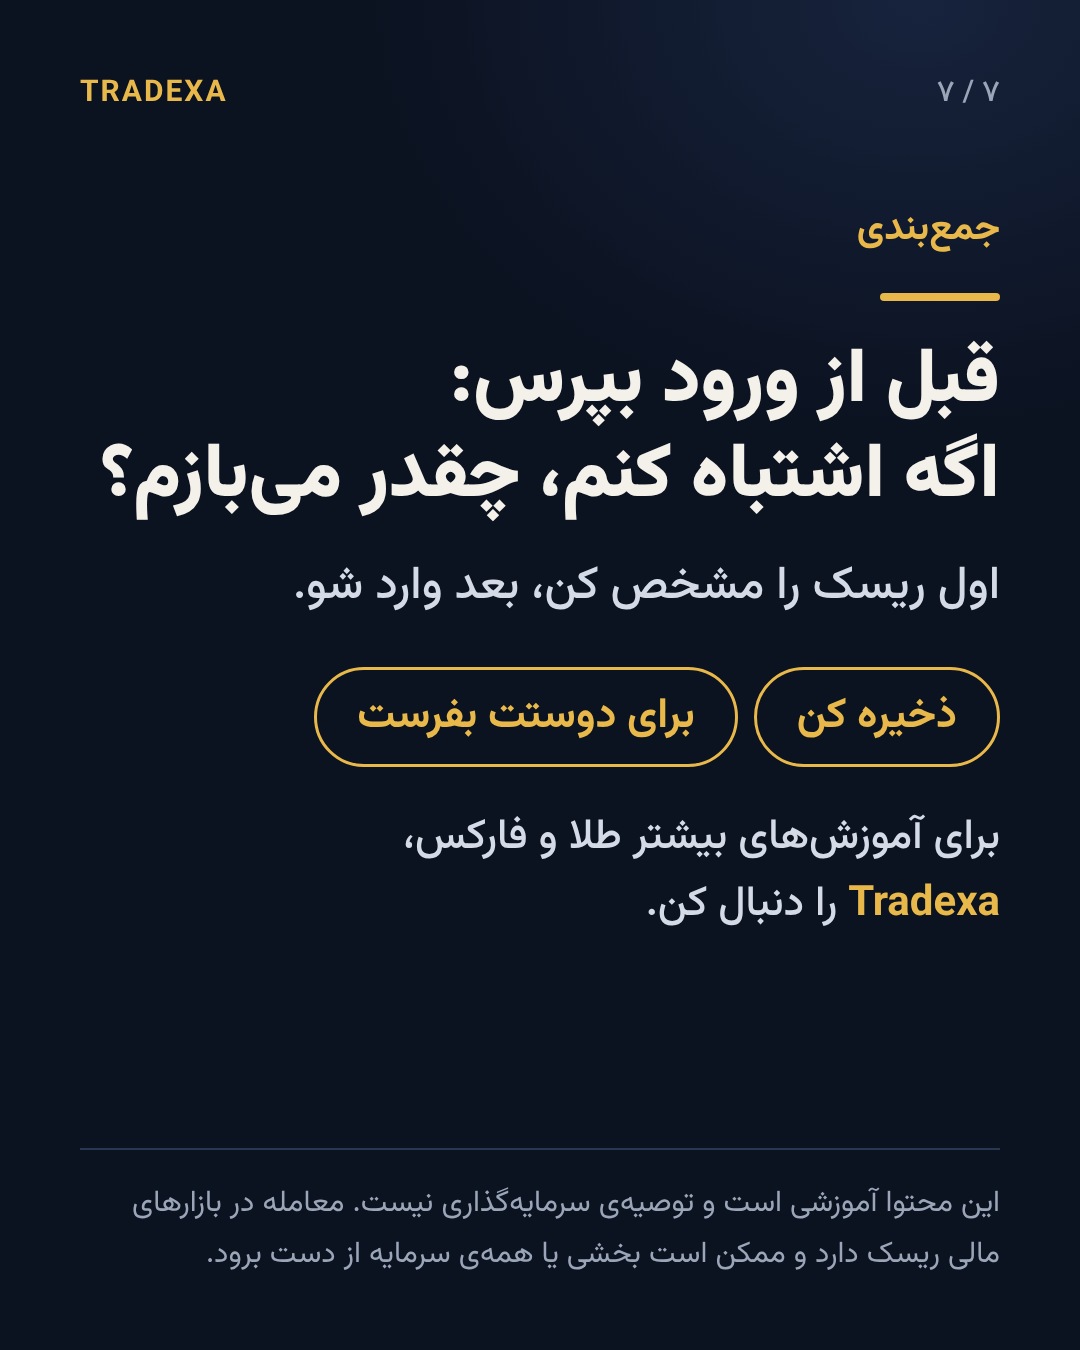 TRADEXA
۷ / ۷
جمع‌بندی
قبل از ورود بپرس:
اگه اشتباه کنم، چقدر می‌بازم؟
اول ریسک را مشخص کن، بعد وارد شو.
ذخیره کن
برای دوستت بفرست
برای آموزش‌های بیشتر طلا و فارکس،
Tradexa را دنبال کن.
این محتوا آموزشی است و توصیه‌ی سرمایه‌گذاری نیست. معامله در بازارهای
مالی ریسک دارد و ممکن است بخشی یا همه‌ی سرمایه از دست برود.